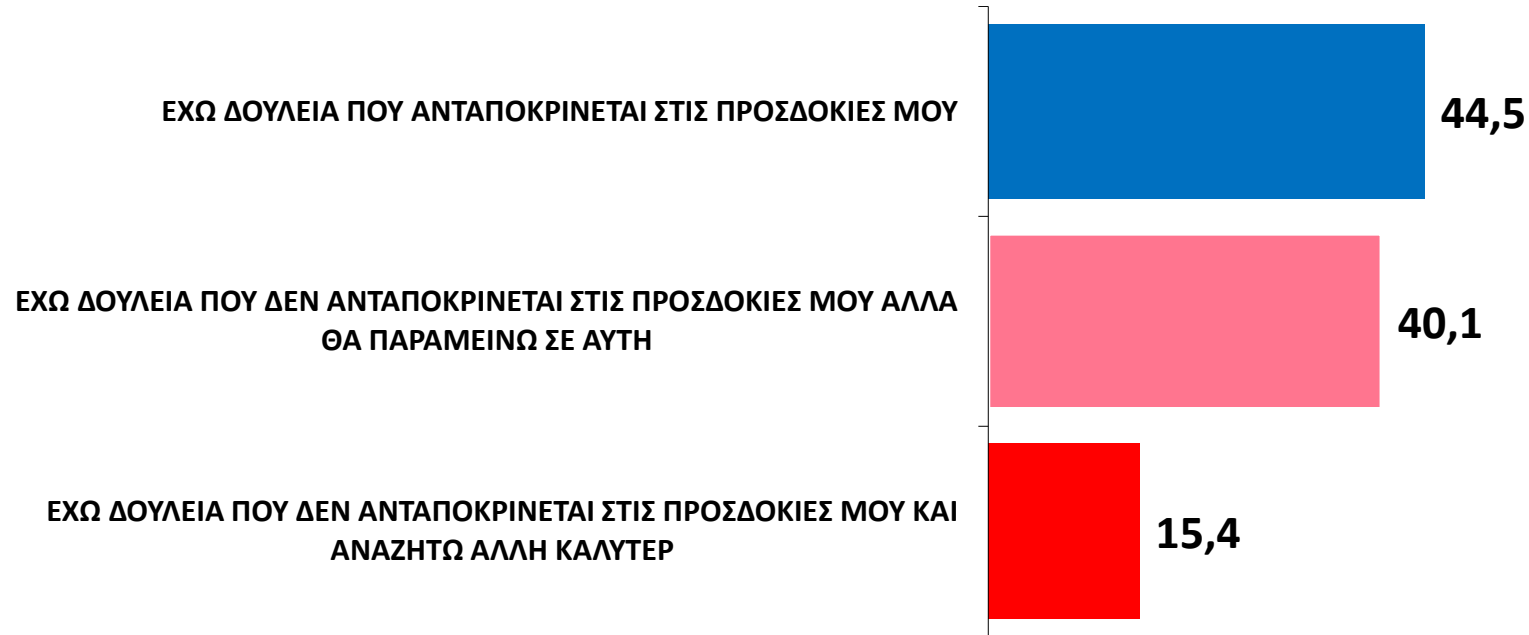 ΕΧΩ ΔΟΥΛΕΙΑ ΠΟΥ ΑΝΤΑΠΟΚΡΙΝΕΤΑΙ ΣΤΙΣ ΠΡΟΣΔΟΚΙΕΣ ΜΟΥ
44,5
ΕΧΩ ΔΟΥΛΕΙΑ ΠΟΥ ΔΕΝ ΑΝΤΑΠΟΚΡΙΝΕΤΑΙ ΣΤΙΣ ΠΡΟΣΔΟΚΙΕΣ ΜΟΥ ΑΛΛΑ
ΘΑ ΠΑΡΑΜΕΙΝΩ ΣΕ ΑΥΤΗ
40,1
ΕΧΩ ΔΟΥΛΕΙΑ ΠΟΥ ΔΕΝ ΑΝΤΑΠΟΚΡΙΝΕΤΑΙ ΣΤΙΣ ΠΡΟΣΔΟΚΙΕΣ ΜΟΥ ΚΑΙ
ΑΝΑΖΗΤΩ ΑΛΛΗ ΚΑΛΥΤΕΡ
15,4